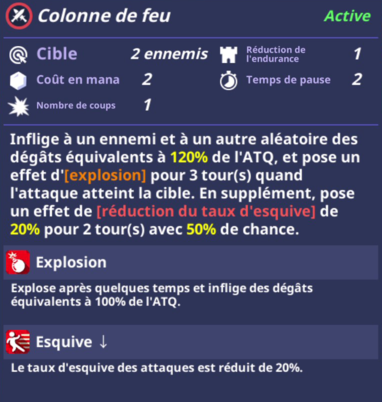 Colonne de feu Active
Cible 2 ennemis Réduction de l'endurance 1
Coût en mana 2 Temps de pause 2
Nombre de coups 1
Inflige à un ennemi et à un autre aléatoire des
dégâts équivalents à 120% de l'ATQ, et pose un
effet d'[explosion] pour 3 tour(s) quand
l'attaque atteint la cible. En supplément, pose
un effet de [réduction du taux d'esquive] de
20% pour 2 tour(s) avec 50% de chance.
Explosion
Explose après quelques temps et inflige des dégâts
équivalents à 100% de l'ATQ.
Esquive ↓
Le taux d'esquive des attaques est réduit de 20%.